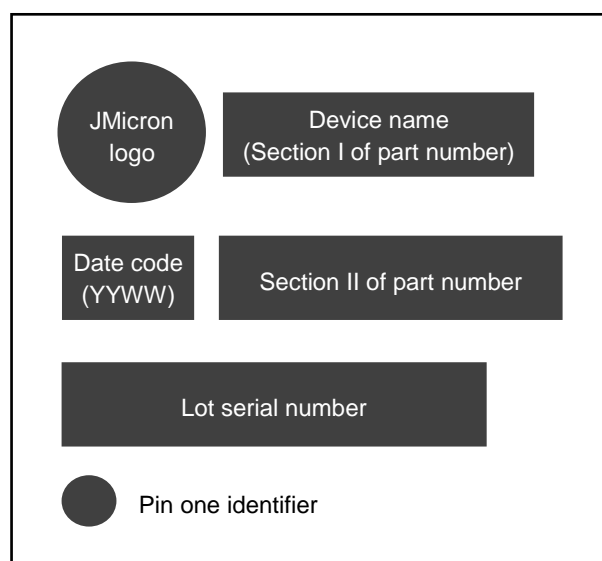 JMicron
logo
Device name
(Section I of part number)
Date code
(YYWW)
Section II of part number
Lot serial number
Pin one identifier